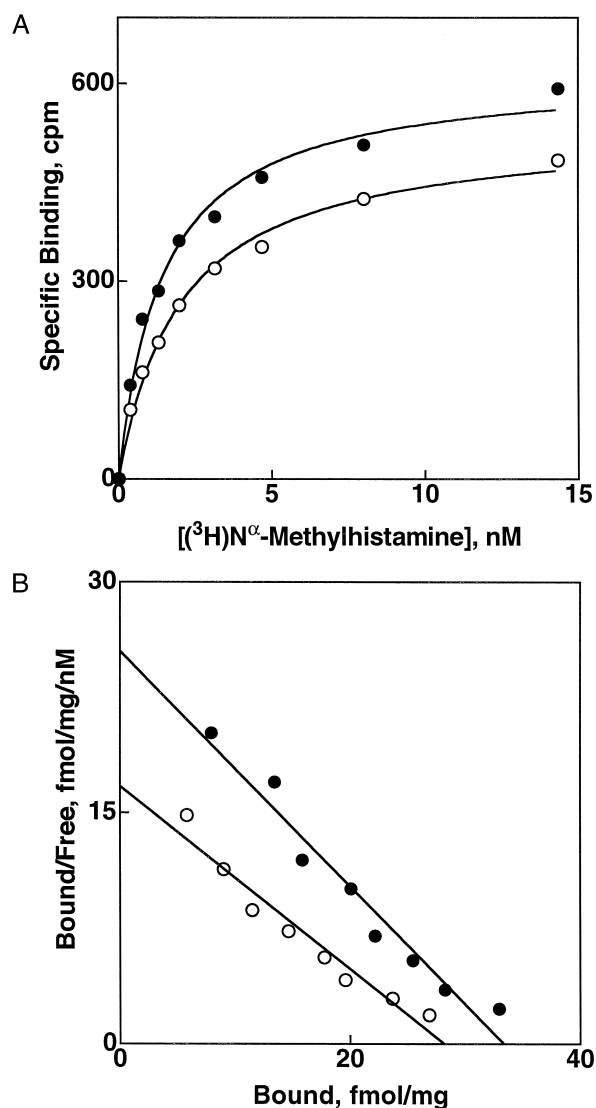 A
600
300
0
Specific Binding, cpm
0 5 10 15
[(³H)Nᵅ-Methylhistamine], nM
B
30
15
0
Bound/Free, fmol/mg/nM
0 20 40
Bound, fmol/mg